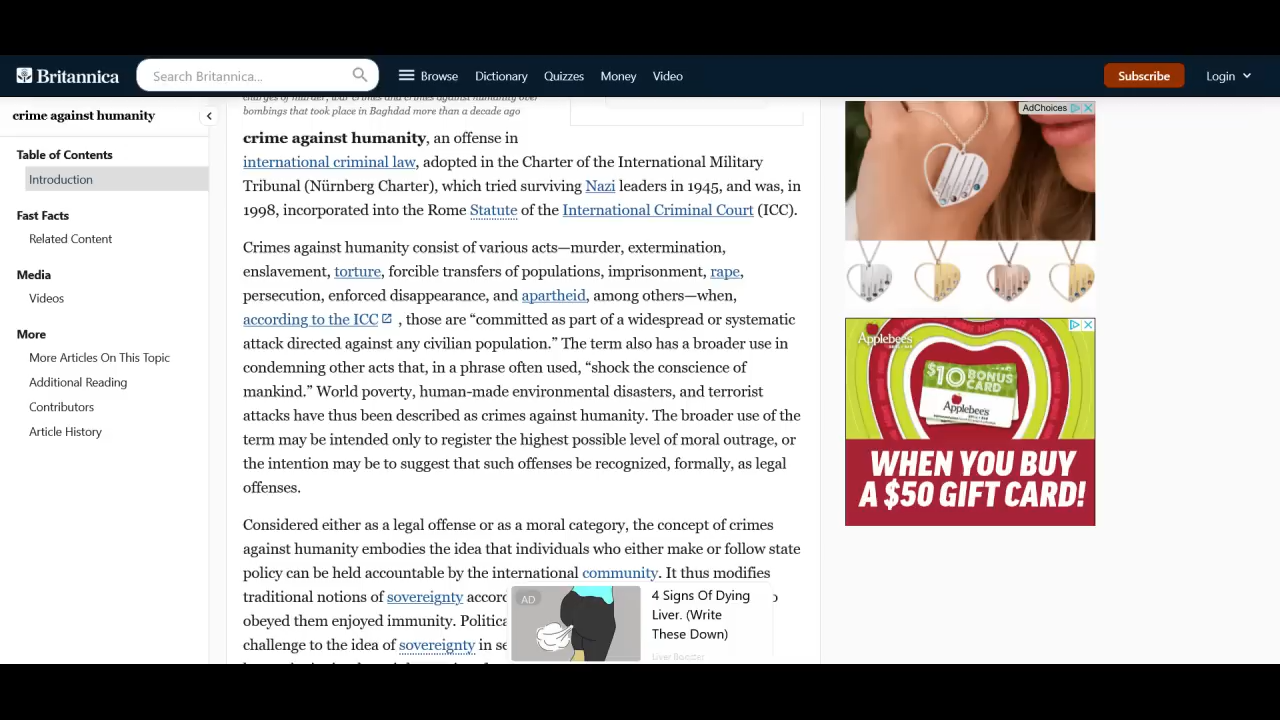 Britannica
Search Britannica...
Browse
Dictionary
Quizzes
Money
Video
Subscribe
Login
crime against humanity
Table of Contents
Introduction
Fast Facts
Related Content
Media
Videos
More
More Articles On This Topic
Additional Reading
Contributors
Article History
charges of murder, war crimes and crimes against humanity over
bombings that took place in Baghdad more than a decade ago
crime against humanity, an offense in
international criminal law, adopted in the Charter of the International Military
Tribunal (Nürnberg Charter), which tried surviving Nazi leaders in 1945, and was, in
1998, incorporated into the Rome Statute of the International Criminal Court (ICC).
Crimes against humanity consist of various acts—murder, extermination,
enslavement, torture, forcible transfers of populations, imprisonment, rape,
persecution, enforced disappearance, and apartheid, among others—when,
according to the ICC , those are “committed as part of a widespread or systematic
attack directed against any civilian population.” The term also has a broader use in
condemning other acts that, in a phrase often used, “shock the conscience of
mankind.” World poverty, human-made environmental disasters, and terrorist
attacks have thus been described as crimes against humanity. The broader use of the
term may be intended only to register the highest possible level of moral outrage, or
the intention may be to suggest that such offenses be recognized, formally, as legal
offenses.
Considered either as a legal offense or as a moral category, the concept of crimes
against humanity embodies the idea that individuals who either make or follow state
policy can be held accountable by the international community. It thus modifies
traditional notions of sovereignty
obeyed them enjoyed immunity.
challenge to the idea of sovereignty in
AD
4 Signs Of Dying
Liver. (Write
These Down)
Liver Booster
AdChoices
Applebee's
$10 BONUS
CARD
Applebee's
WHEN YOU BUY
A $50 GIFT CARD!